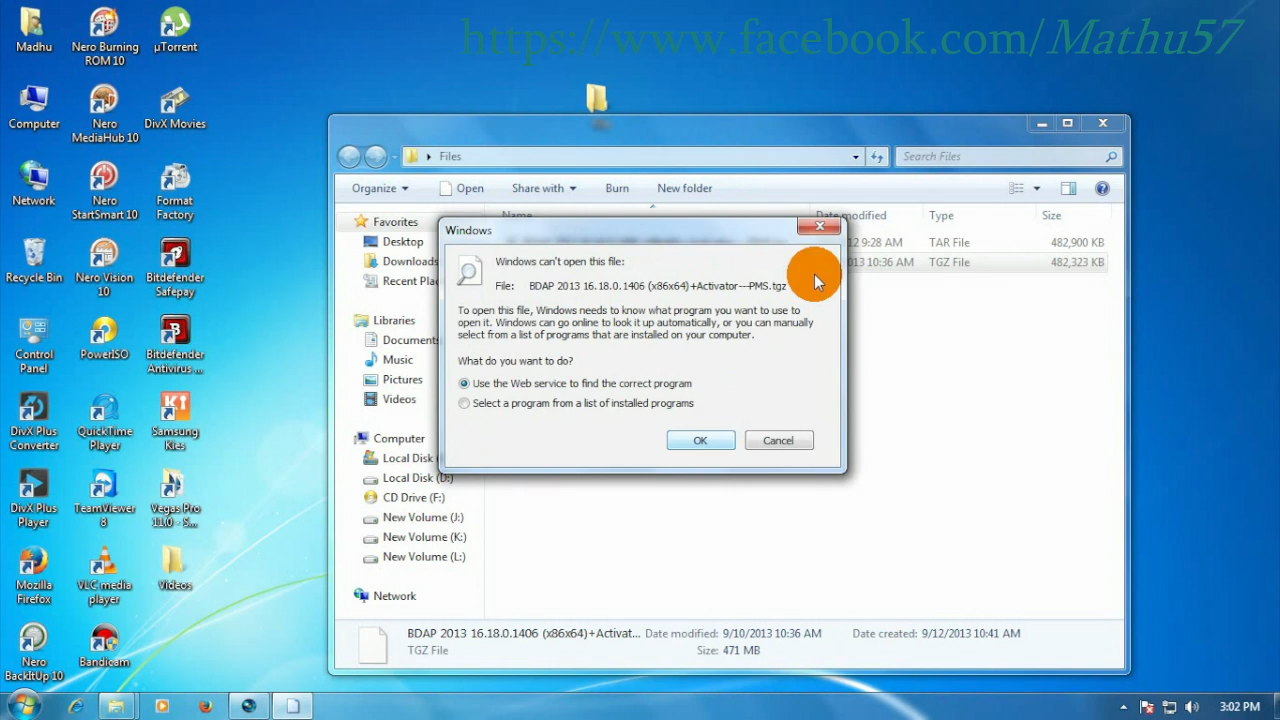 https://www.facebook.com/Mathu57
Madhu
Nero Burning
ROM 10
µTorrent
Computer
Nero
MediaHub 10
DivX Movies
Network
Nero
StartSmart 10
Format
Factory
Recycle Bin
Nero Vision
10
Bitdefender
Safepay
Control
Panel
PowerISO
Bitdefender
Antivirus ...
DivX Plus
Converter
QuickTime
Player
Samsung
Kies
DivX Plus
Player
TeamViewer
8
Vegas Pro
11.0 - S...
Mozilla
Firefox
VLC media
player
Videos
Nero
BackItUp 10
Bandicam
Files
Search Files
Organize
Open
Share with
Burn
New folder
Name
Date modified
Type
Size
12 9:28 AM
TAR File
482,900 KB
10:36 AM
TGZ File
482,323 KB
Favorites
Desktop
Downloads
Recent Pla
Libraries
Documents
Music
Pictures
Videos
Computer
Local Disk
Local Disk (D:)
CD Drive (F:)
New Volume (J:)
New Volume (K:)
New Volume (L:)
Network
Windows
Windows can't open this file:
File: BDAP 2013 16.18.0.1406 (x86x64)+Activator---PMS.tgz
To open this file, Windows needs to know what program you want to use to
open it. Windows can go online to look it up automatically, or you can manually
select from a list of programs that are installed on your computer.
What do you want to do?
Use the Web service to find the correct program
Select a program from a list of installed programs
OK
Cancel
BDAP 2013 16.18.0.1406 (x86x64)+Activat...
Date modified: 9/10/2013 10:36 AM
Date created: 9/12/2013 10:41 AM
TGZ File
Size: 471 MB
3:02 PM